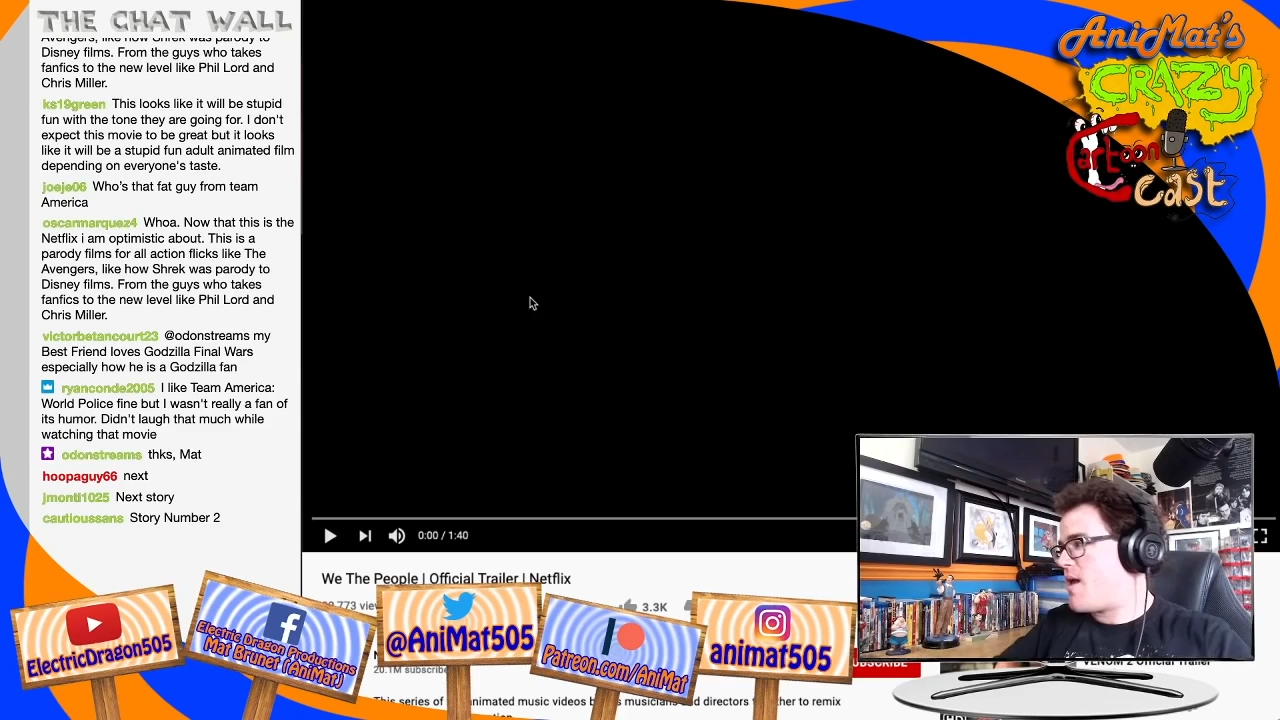 THE CHAT WALL
Avengers, like how Shrek was parody to
Disney films. From the guys who takes
fanfics to the new level like Phil Lord and
Chris Miller.
ks19green This looks like it will be stupid
fun with the tone they are going for. I don't
expect this movie to be great but it looks
like it will be a stupid fun adult animated film
depending on everyone's taste.
joeje06 Who's that fat guy from team
America
oscarmarquez4 Whoa. Now that this is the
Netflix i am optimistic about. This is a
parody films for all action flicks like The
Avengers, like how Shrek was parody to
Disney films. From the guys who takes
fanfics to the new level like Phil Lord and
Chris Miller.
victorbetancourt23 @odonstreams my
Best Friend loves Godzilla Final Wars
especially how he is a Godzilla fan
ryanconde2005 I like Team America:
World Police fine but I wasn't really a fan of
its humor. Didn't laugh that much while
watching that movie
odonstreams thks, Mat
hoopaguy66 next
jmonti1025 Next story
cautioussans Story Number 2
AniMat's
CRAZY
Cartoon
Cast
0:00 / 1:40
We The People | Official Trailer | Netflix
3.3K
20.1M
This series of animated music videos musicians and directors to remix
VENOM 2 Official Trailer
ElectricDragon505
Electric Dragon Productions
Mat Brunet (AniMat)
@AniMat505
Patreon.com/AniMat
animat505